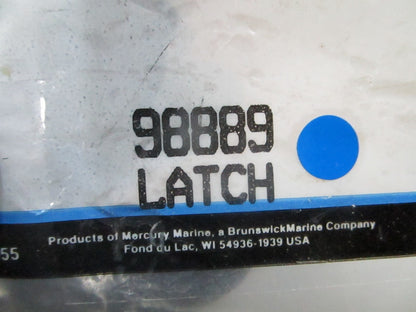 98889
LATCH
Products of Mercury Marine, a BrunswickMarine Company
Fond du Lac, WI 54936-1939 USA
55